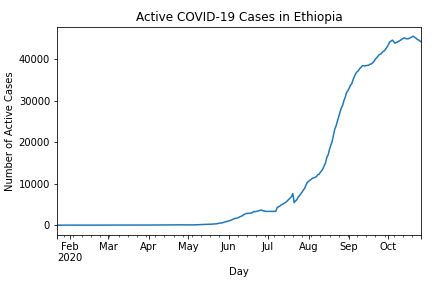 Active COVID-19 Cases in Ethiopia
Number of Active Cases
40000
30000
20000
10000
0
Feb Mar Apr May Jun Jul Aug Sep Oct
2020
Day